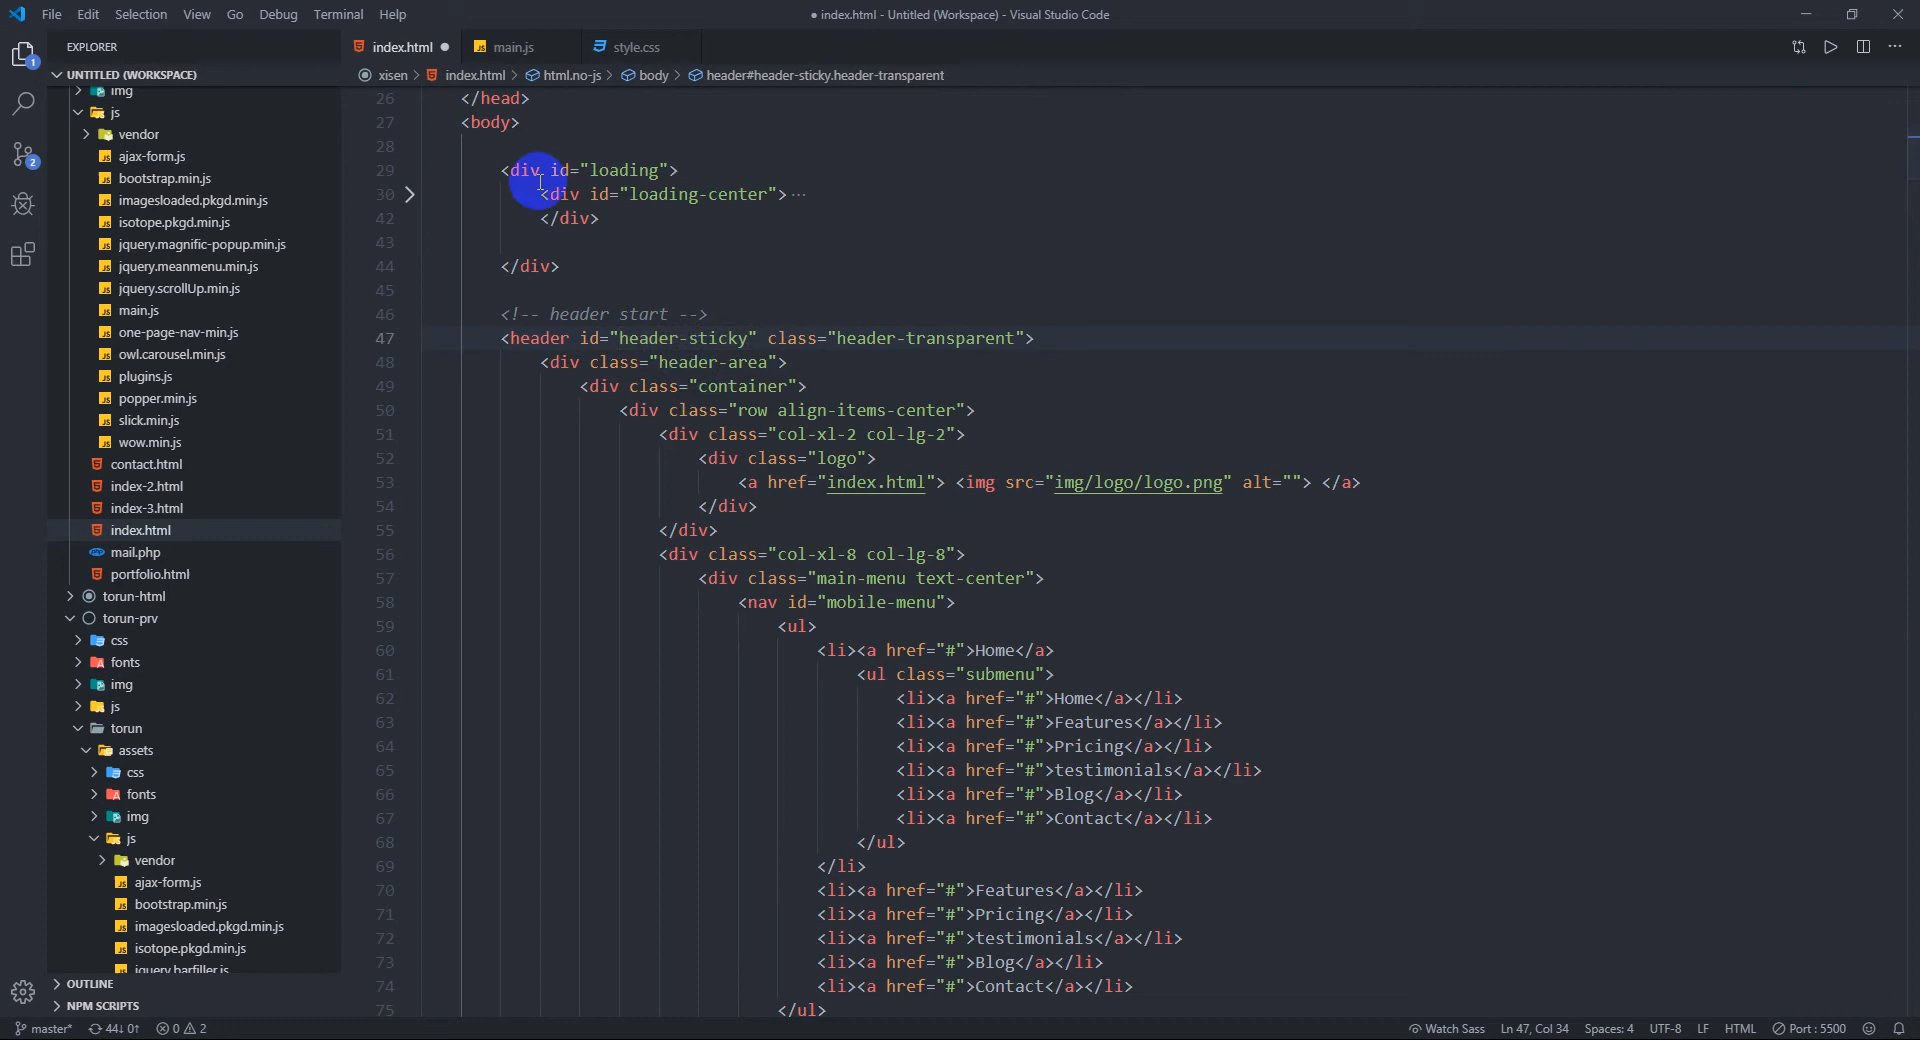 File Edit Selection View Go Debug Terminal Help
● index.html - Untitled (Workspace) - Visual Studio Code
EXPLORER
index.html ●
main.js
style.css
1
UNTITLED (WORKSPACE)
xisen > index.html > html.no-js > body > header#header-sticky.header-transparent
img
js
vendor
ajax-form.js
bootstrap.min.js
imagesloaded.pkgd.min.js
isotope.pkgd.min.js
jquery.magnific-popup.min.js
jquery.meanmenu.min.js
jquery.scrollUp.min.js
main.js
one-page-nav-min.js
owl.carousel.min.js
plugins.js
popper.min.js
slick.min.js
wow.min.js
contact.html
index-2.html
index-3.html
index.html
mail.php
portfolio.html
torun-html
torun-prv
css
fonts
img
js
torun
assets
css
fonts
img
js
vendor
ajax-form.js
bootstrap.min.js
imagesloaded.pkgd.min.js
isotope.pkgd.min.js
jquery.barfiller.js
OUTLINE
NPM SCRIPTS
2
26 </head>
27 <body>
28
29 <div id="loading">
30 <div id="loading-center"> ···
42 </div>
43
44 </div>
45
46 <!-- header start -->
47 <header id="header-sticky" class="header-transparent">
48 <div class="header-area">
49 <div class="container">
50 <div class="row align-items-center">
51 <div class="col-xl-2 col-lg-2">
52 <div class="logo">
53 <a href="index.html"> <img src="img/logo/logo.png" alt=""> </a>
54 </div>
55 </div>
56 <div class="col-xl-8 col-lg-8">
57 <div class="main-menu text-center">
58 <nav id="mobile-menu">
59 <ul>
60 <li><a href="#">Home</a>
61 <ul class="submenu">
62 <li><a href="#">Home</a></li>
63 <li><a href="#">Features</a></li>
64 <li><a href="#">Pricing</a></li>
65 <li><a href="#">testimonials</a></li>
66 <li><a href="#">Blog</a></li>
67 <li><a href="#">Contact</a></li>
68 </ul>
69 </li>
70 <li><a href="#">Features</a></li>
71 <li><a href="#">Pricing</a></li>
72 <li><a href="#">testimonials</a></li>
73 <li><a href="#">Blog</a></li>
74 <li><a href="#">Contact</a></li>
75 </ul>
master* 44↓ 0↑ 0 2
Watch Sass Ln 47, Col 34 Spaces: 4 UTF-8 LF HTML Port : 5500